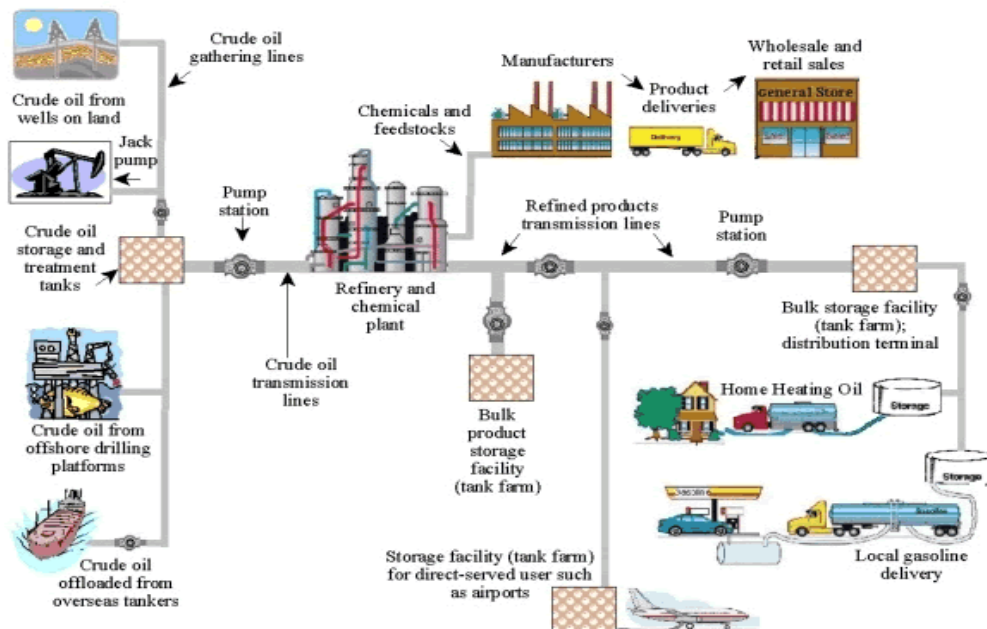 Crude oil
gathering lines
Crude oil from
wells on land
Jack
pump
Crude oil
storage and
treatment
tanks
Pump
station
Chemicals and
feedstocks
Manufacturers
Product
deliveries
Delivery
Wholesale and
retail sales
General Store
Refinery and
chemical
plant
Refined products
transmission lines
Pump
station
Crude oil
transmission
lines
Crude oil from
offshore drilling
platforms
Crude oil
offloaded from
overseas tankers
Bulk
product
storage
facility
(tank farm)
Bulk storage facility
(tank farm);
distribution terminal
Home Heating Oil
Storage
Storage
Local gasoline
delivery
Storage facility (tank farm)
for direct-served user such
as airports